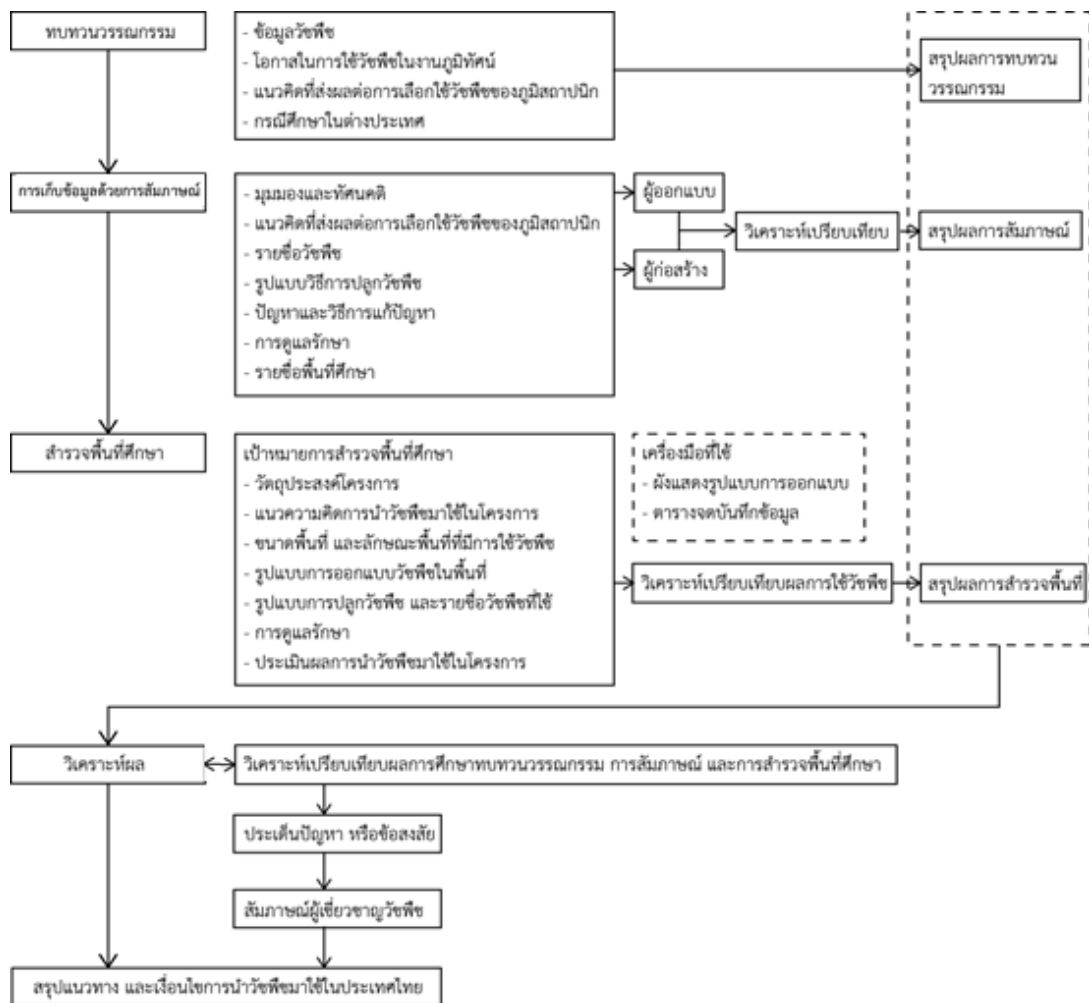 ทบทวนวรรณกรรม
- ข้อมูลวัชพืช
- โอกาสในการใช้วัชพืชในงานภูมิทัศน์
- แนวคิดที่ส่งผลต่อการเลือกใช้วัชพืชของภูมิสถาปนิก
- กรณีศึกษาในต่างประเทศ
สรุปผลการทบทวน
วรรณกรรม
การเก็บข้อมูลด้วยการสัมภาษณ์
- มุมมองและทัศนคติ
- แนวคิดที่ส่งผลต่อการเลือกใช้วัชพืชของภูมิสถาปนิก
- รายชื่อวัชพืช
- รูปแบบวิธีการปลูกวัชพืช
- ปัญหาและวิธีการแก้ปัญหา
- การดูแลรักษา
- รายชื่อพื้นที่ศึกษา
ผู้ออกแบบ
ผู้ก่อสร้าง
วิเคราะห์เปรียบเทียบ
สรุปผลการสัมภาษณ์
สำรวจพื้นที่ศึกษา
เป้าหมายการสำรวจพื้นที่ศึกษา
- วัตถุประสงค์โครงการ
- แนวความคิดการนำวัชพืชมาใช้ในโครงการ
- ขนาดพื้นที่ และลักษณะพื้นที่ที่มีการใช้วัชพืช
- รูปแบบการออกแบบวัชพืชในพื้นที่
- รูปแบบการปลูกวัชพืช และรายชื่อวัชพืชที่ใช้
- การดูแลรักษา
- ประเมินผลการนำวัชพืชมาใช้ในโครงการ
เครื่องมือที่ใช้
- ผังแสดงรูปแบบการออกแบบ
- ตารางจดบันทึกข้อมูล
วิเคราะห์เปรียบเทียบผลการใช้วัชพืช
สรุปผลการสำรวจพื้นที่
วิเคราะห์ผล
วิเคราะห์เปรียบเทียบผลการศึกษาทบทวนวรรณกรรม การสัมภาษณ์ และการสำรวจพื้นที่ศึกษา
ประเด็นปัญหา หรือข้อสงสัย
สัมภาษณ์ผู้เชี่ยวชาญวัชพืช
สรุปแนวทาง และเงื่อนไขการนำวัชพืชมาใช้ในประเทศไทย